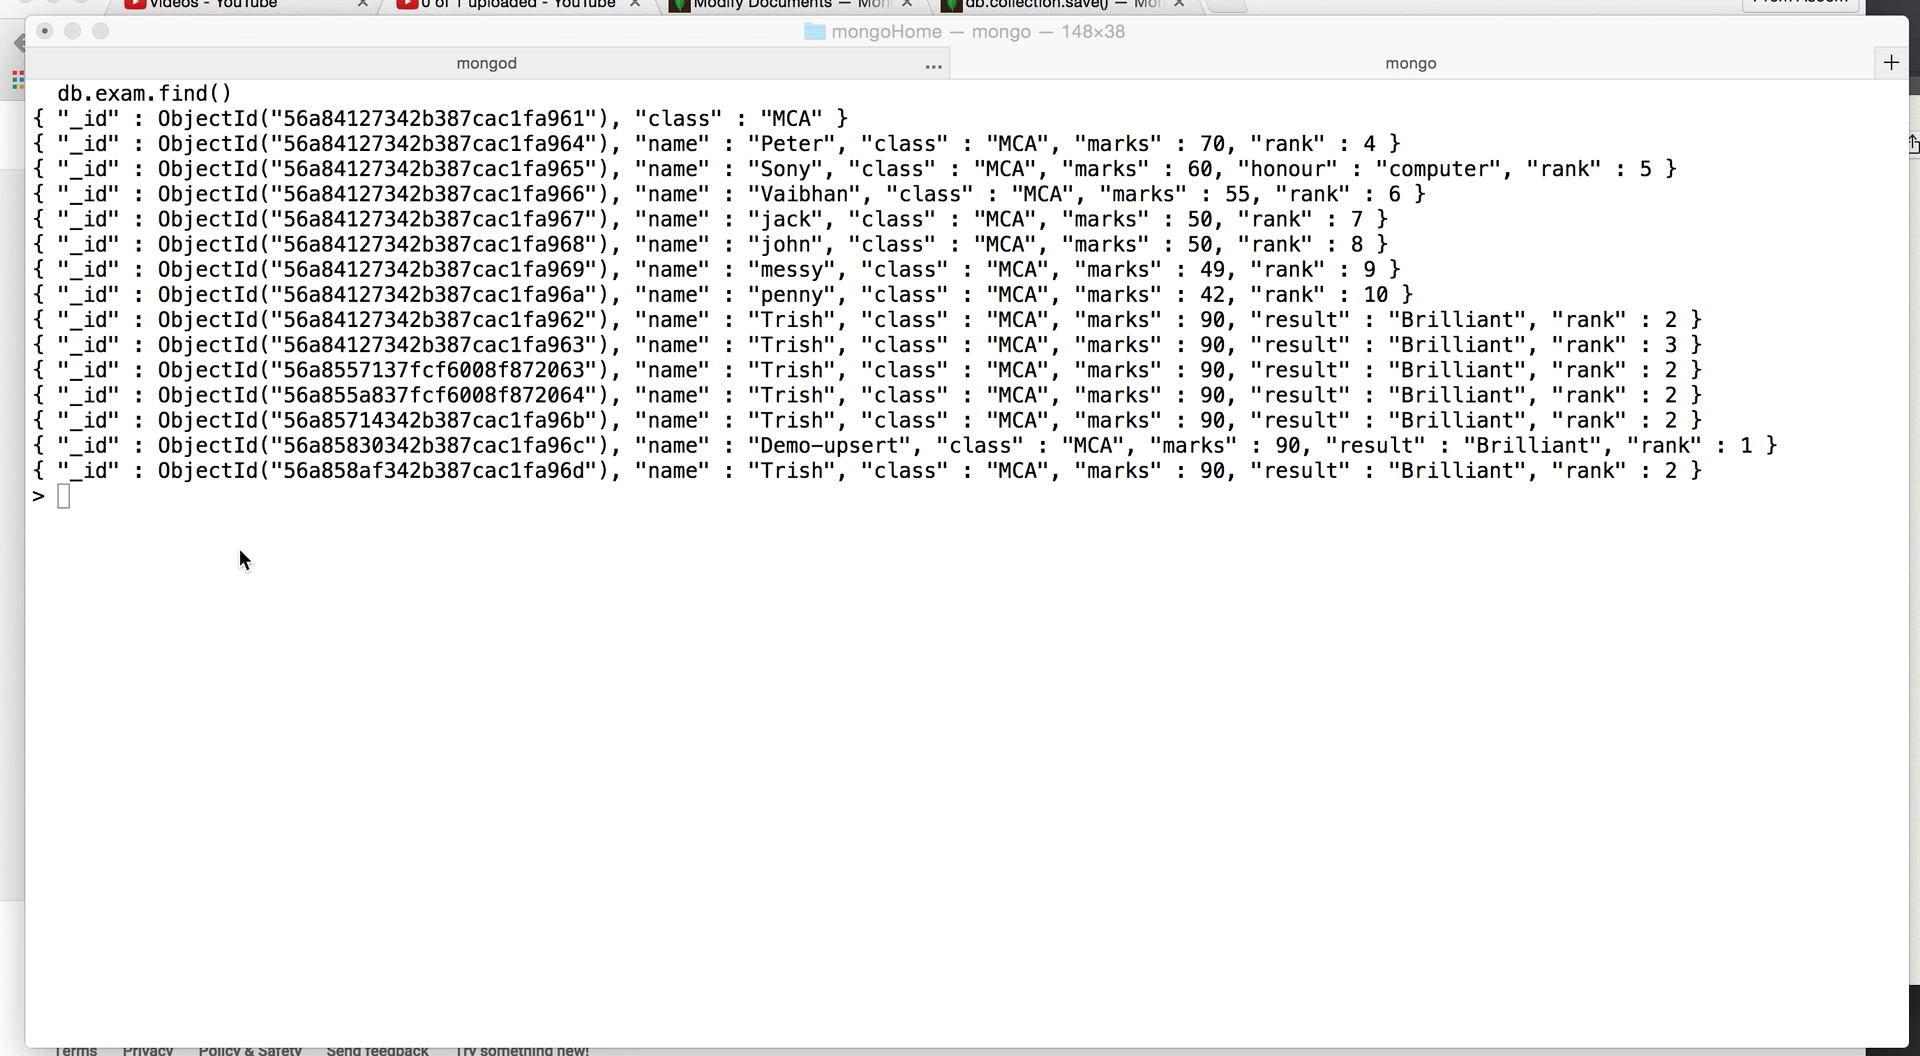 Videos - YouTube
0 of 1 uploaded - YouTube
Modify Documents — Mon
db.collection.save() — Mon
mongoHome — mongo — 148×38
mongod
...
mongo
+
db.exam.find()
{ "_id" : ObjectId("56a84127342b387cac1fa961"), "class" : "MCA" }
{ "_id" : ObjectId("56a84127342b387cac1fa964"), "name" : "Peter", "class" : "MCA", "marks" : 70, "rank" : 4 }
{ "_id" : ObjectId("56a84127342b387cac1fa965"), "name" : "Sony", "class" : "MCA", "marks" : 60, "honour" : "computer", "rank" : 5 }
{ "_id" : ObjectId("56a84127342b387cac1fa966"), "name" : "Vaibhan", "class" : "MCA", "marks" : 55, "rank" : 6 }
{ "_id" : ObjectId("56a84127342b387cac1fa967"), "name" : "jack", "class" : "MCA", "marks" : 50, "rank" : 7 }
{ "_id" : ObjectId("56a84127342b387cac1fa968"), "name" : "john", "class" : "MCA", "marks" : 50, "rank" : 8 }
{ "_id" : ObjectId("56a84127342b387cac1fa969"), "name" : "messy", "class" : "MCA", "marks" : 49, "rank" : 9 }
{ "_id" : ObjectId("56a84127342b387cac1fa96a"), "name" : "penny", "class" : "MCA", "marks" : 42, "rank" : 10 }
{ "_id" : ObjectId("56a84127342b387cac1fa962"), "name" : "Trish", "class" : "MCA", "marks" : 90, "result" : "Brilliant", "rank" : 2 }
{ "_id" : ObjectId("56a84127342b387cac1fa963"), "name" : "Trish", "class" : "MCA", "marks" : 90, "result" : "Brilliant", "rank" : 3 }
{ "_id" : ObjectId("56a8557137fcf6008f872063"), "name" : "Trish", "class" : "MCA", "marks" : 90, "result" : "Brilliant", "rank" : 2 }
{ "_id" : ObjectId("56a855a837fcf6008f872064"), "name" : "Trish", "class" : "MCA", "marks" : 90, "result" : "Brilliant", "rank" : 2 }
{ "_id" : ObjectId("56a85714342b387cac1fa96b"), "name" : "Trish", "class" : "MCA", "marks" : 90, "result" : "Brilliant", "rank" : 2 }
{ "_id" : ObjectId("56a85830342b387cac1fa96c"), "name" : "Demo-upsert", "class" : "MCA", "marks" : 90, "result" : "Brilliant", "rank" : 1 }
{ "_id" : ObjectId("56a858af342b387cac1fa96d"), "name" : "Trish", "class" : "MCA", "marks" : 90, "result" : "Brilliant", "rank" : 2 }
>
Terms Privacy Policy & Safety Send feedback Try something new!